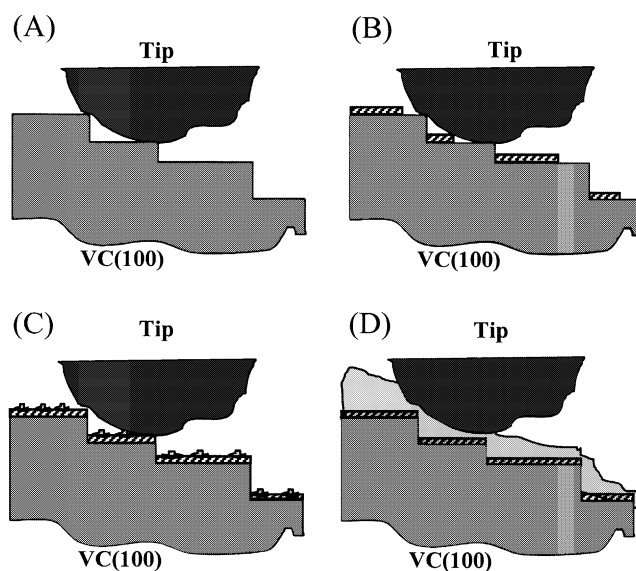 (A)
Tip
VC(100)
(B)
Tip
VC(100)
(C)
Tip
VC(100)
(D)
Tip
VC(100)